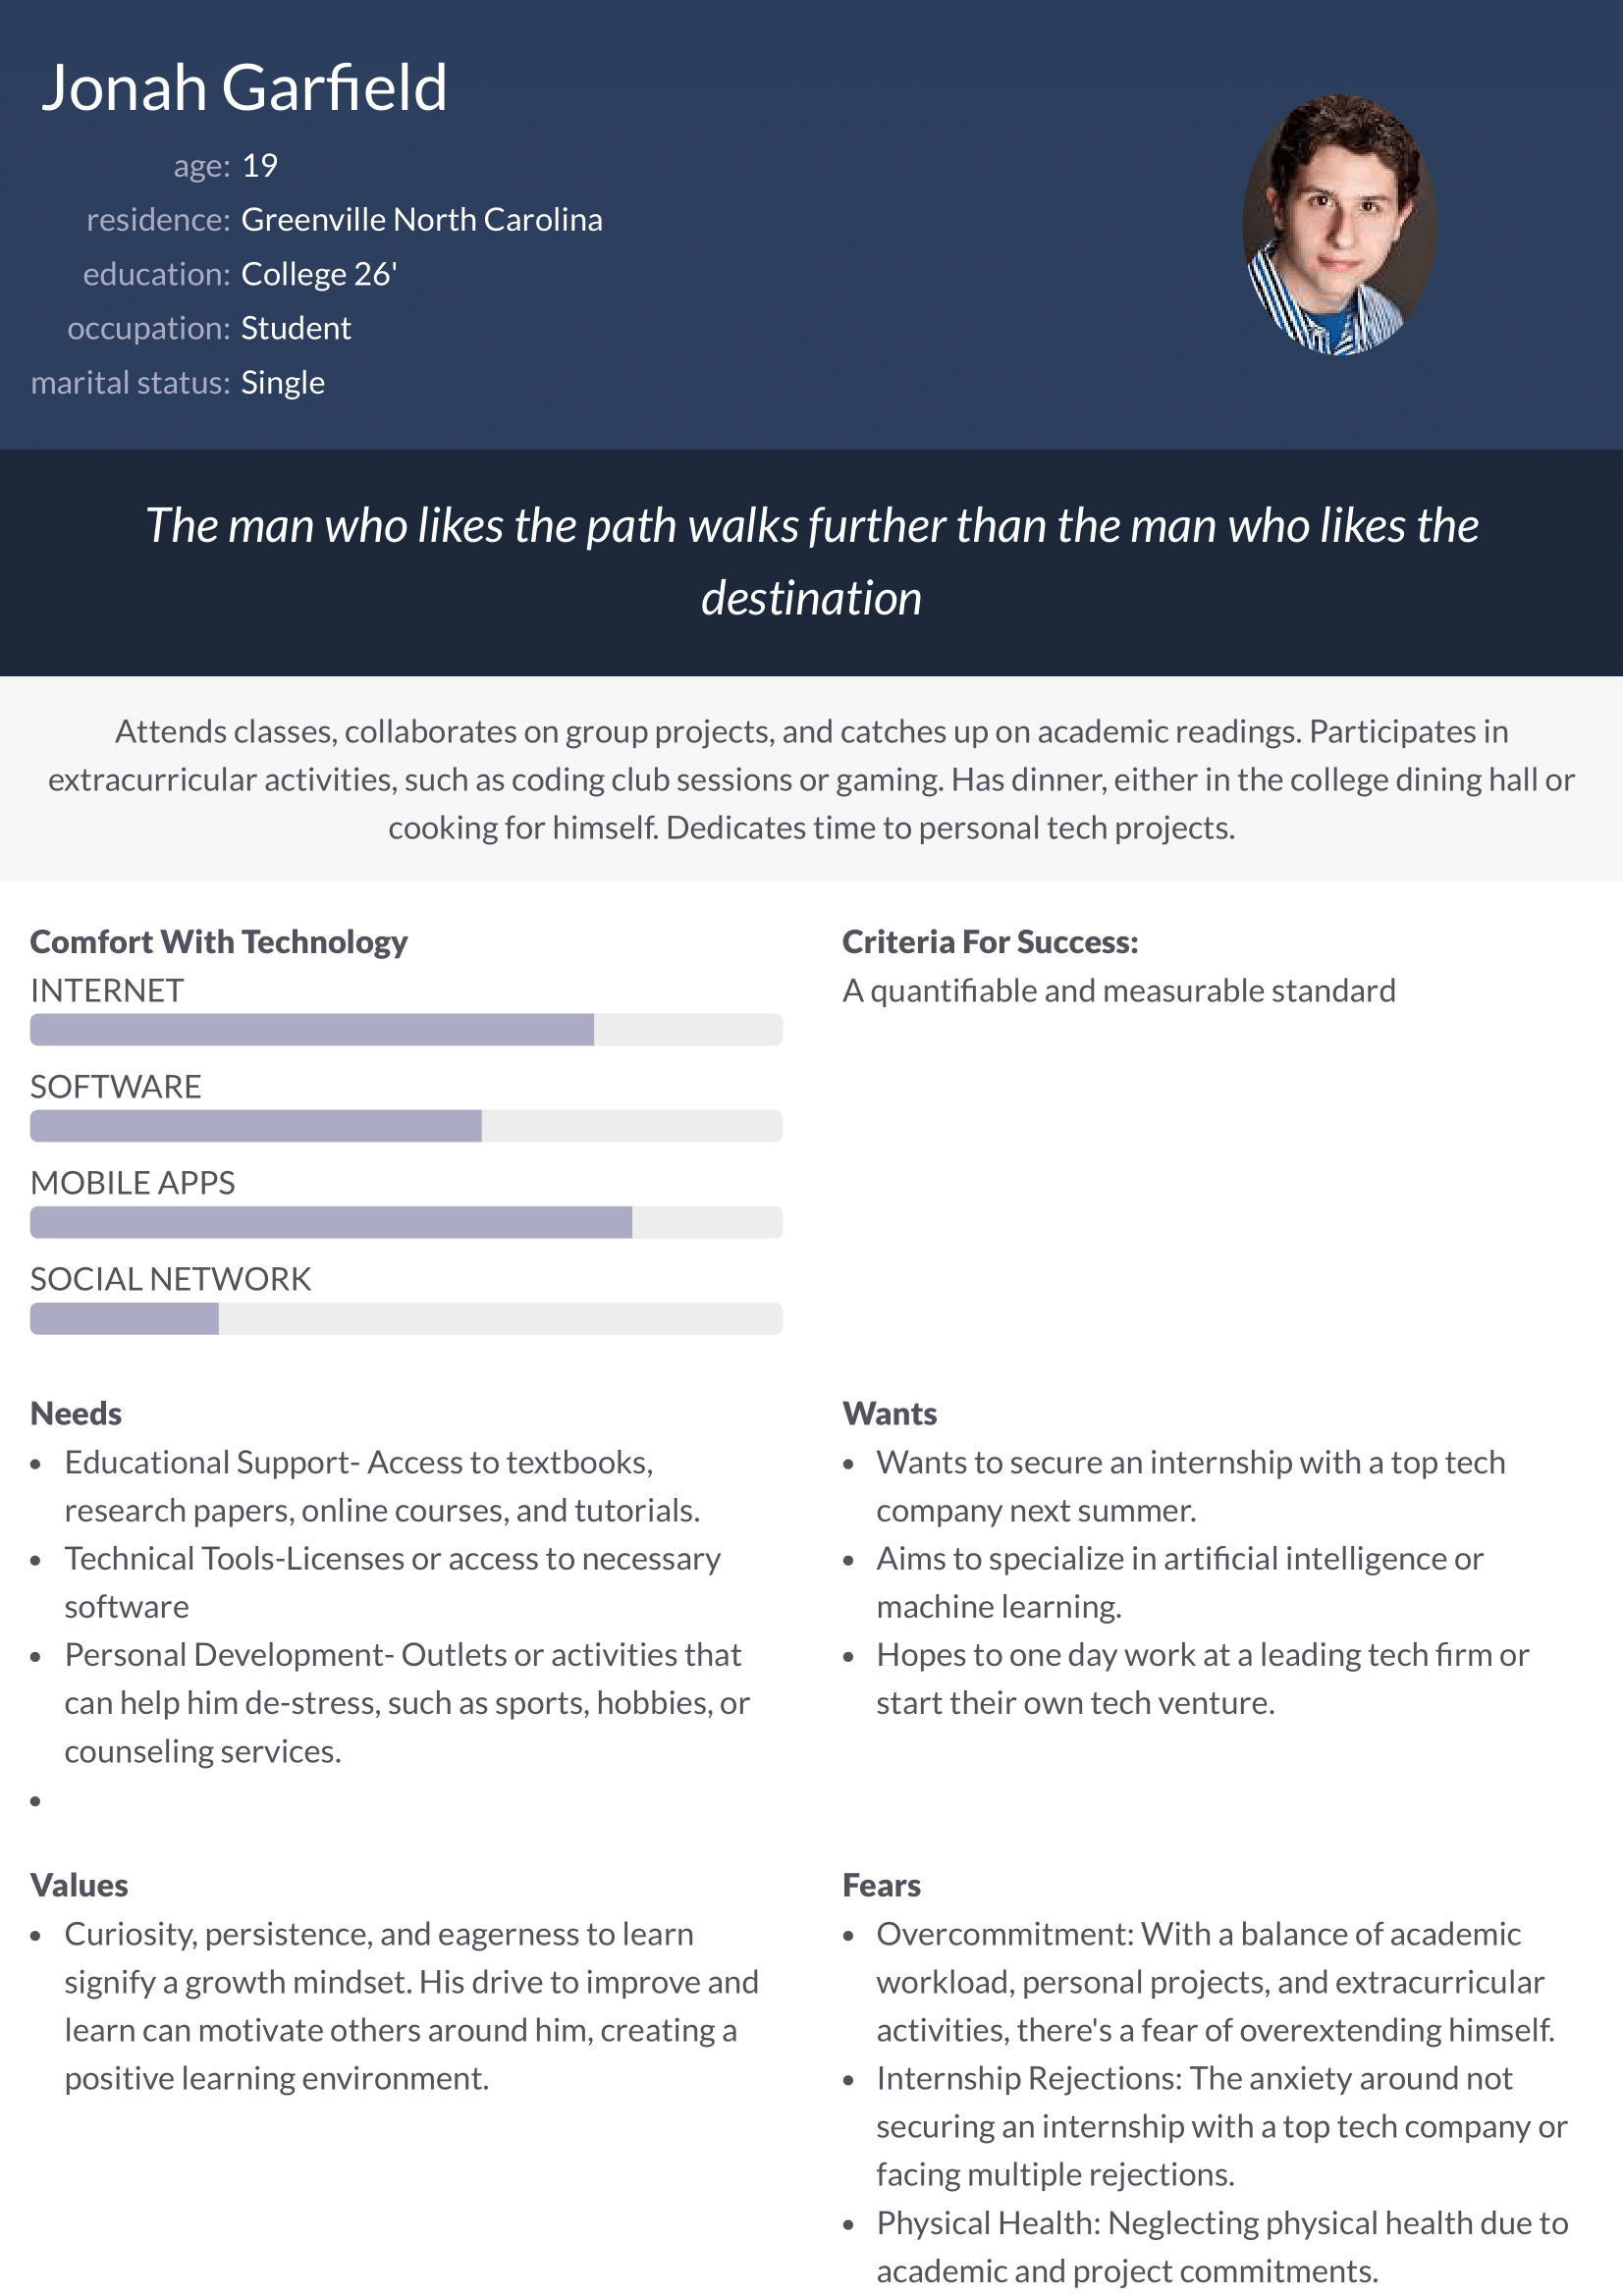 Jonah Garfield
age: 19
residence: Greenville North Carolina
education: College 26'
occupation: Student
marital status: Single
The man who likes the path walks further than the man who likes the
destination
Attends classes, collaborates on group projects, and catches up on academic readings. Participates in
extracurricular activities, such as coding club sessions or gaming. Has dinner, either in the college dining hall or
cooking for himself. Dedicates time to personal tech projects.
Comfort With Technology
INTERNET
SOFTWARE
MOBILE APPS
SOCIAL NETWORK
Criteria For Success:
A quantifiable and measurable standard
Needs
• Educational Support- Access to textbooks,
research papers, online courses, and tutorials.
• Technical Tools-Licenses or access to necessary
software
• Personal Development- Outlets or activities that
can help him de-stress, such as sports, hobbies, or
counseling services.
•
Wants
• Wants to secure an internship with a top tech
company next summer.
• Aims to specialize in artificial intelligence or
machine learning.
• Hopes to one day work at a leading tech firm or
start their own tech venture.
Values
• Curiosity, persistence, and eagerness to learn
signify a growth mindset. His drive to improve and
learn can motivate others around him, creating a
positive learning environment.
Fears
• Overcommitment: With a balance of academic
workload, personal projects, and extracurricular
activities, there's a fear of overextending himself.
• Internship Rejections: The anxiety around not
securing an internship with a top tech company or
facing multiple rejections.
• Physical Health: Neglecting physical health due to
academic and project commitments.